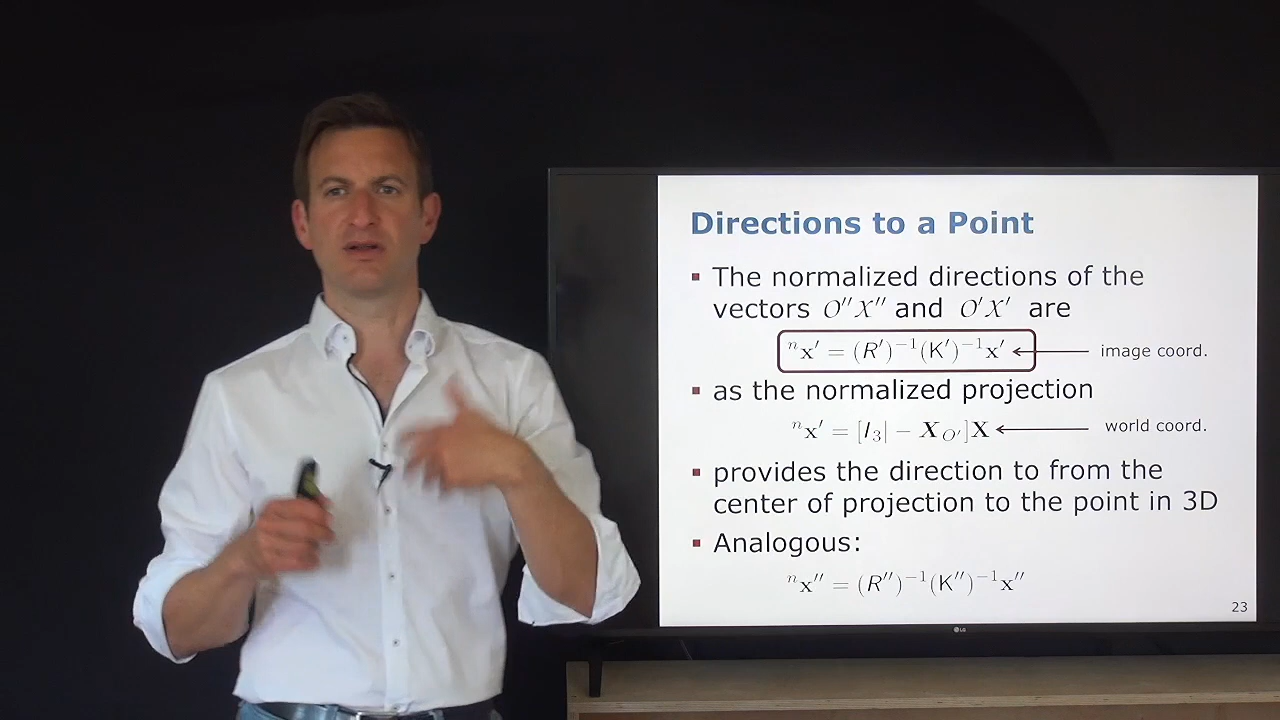 Directions to a Point
▪ The normalized directions of the
vectors O''X'' and O'X' are
ⁿx' = (R')⁻¹(K')⁻¹x' ← image coord.
▪ as the normalized projection
ⁿx' = [I₃| − X_O']X ← world coord.
▪ provides the direction to from the
center of projection to the point in 3D
▪ Analogous:
ⁿx'' = (R'')⁻¹(K'')⁻¹x''
23
LG